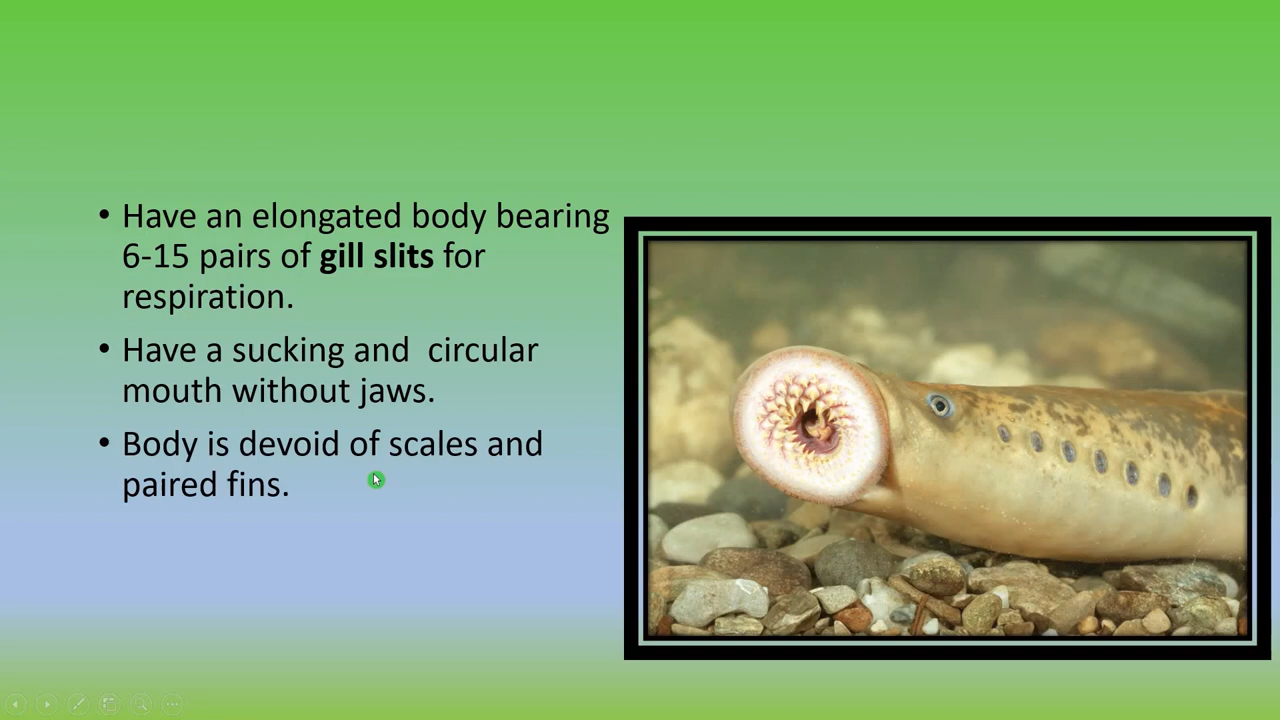 • Have an elongated body bearing
6-15 pairs of gill slits for
respiration.
• Have a sucking and  circular
mouth without jaws.
• Body is devoid of scales and
paired fins.